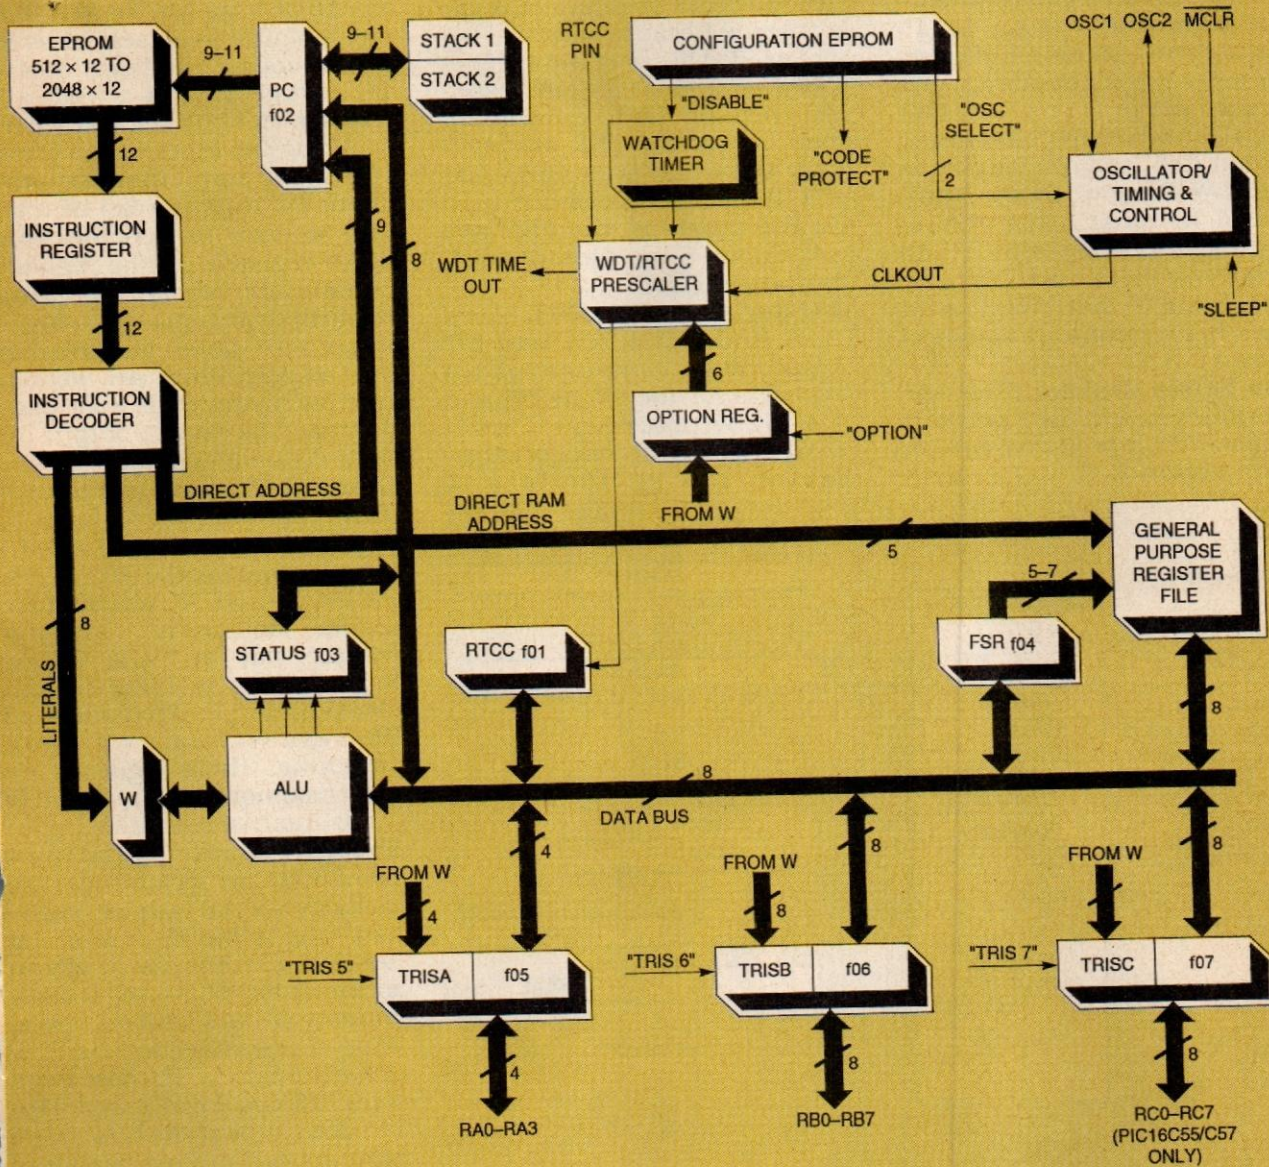 EPROM
512 × 12 TO
2048 × 12
9–11
PC
f02
9–11
STACK 1
STACK 2
RTCC
PIN
CONFIGURATION EPROM
OSC1
OSC2
MCLR
"DISABLE"
"OSC
SELECT"
WATCHDOG
TIMER
"CODE
PROTECT"
2
OSCILLATOR/
TIMING &
CONTROL
12
INSTRUCTION
REGISTER
9
8
WDT TIME
OUT
WDT/RTCC
PRESCALER
CLKOUT
"SLEEP"
12
6
INSTRUCTION
DECODER
OPTION REG.
"OPTION"
DIRECT ADDRESS
DIRECT RAM
ADDRESS
FROM W
5
GENERAL
PURPOSE
REGISTER
FILE
5–7
8
LITERALS
STATUS f03
RTCC f01
FSR f04
8
W
ALU
8
DATA BUS
FROM W
4
4
FROM W
8
8
FROM W
8
8
"TRIS 5"
TRISA
f05
"TRIS 6"
TRISB
f06
"TRIS 7"
TRISC
f07
4
8
8
RA0–RA3
RB0–RB7
RC0–RC7
(PIC16C55/C57
ONLY)